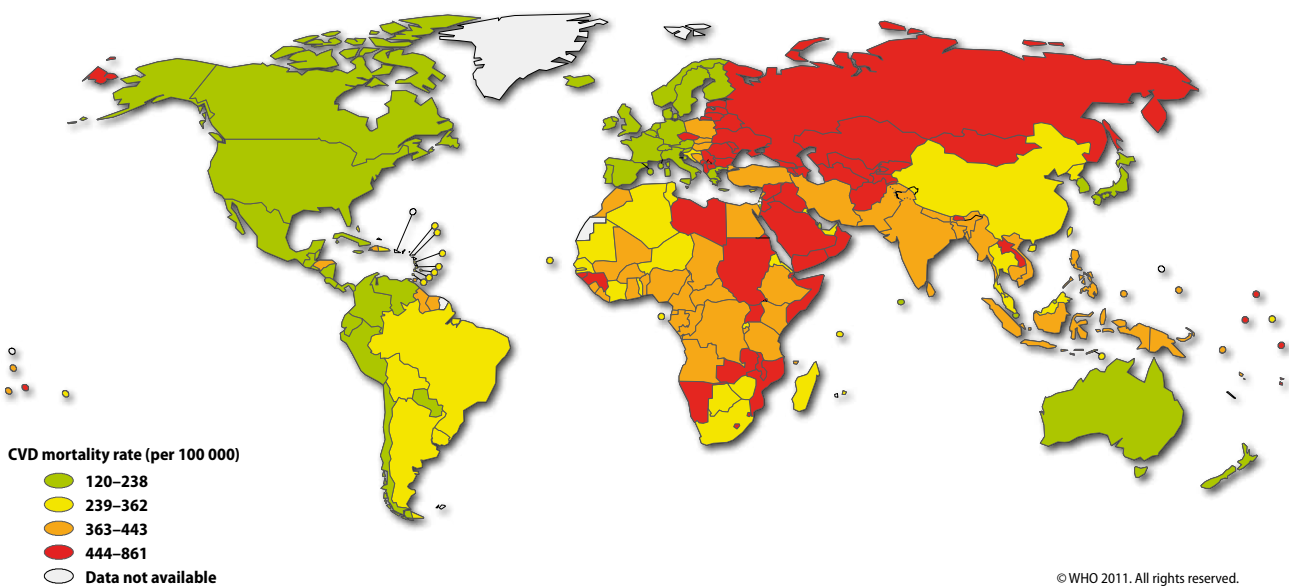 CVD mortality rate (per 100 000)
120–238
239–362
363–443
444–861
Data not available
© WHO 2011. All rights reserved.